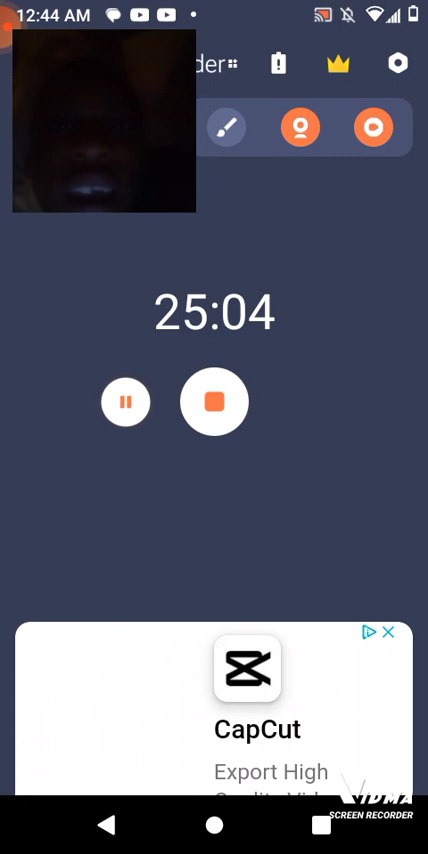 12:44 AM
der
25:04
CapCut
Export High
VIDMA
SCREEN RECORDER